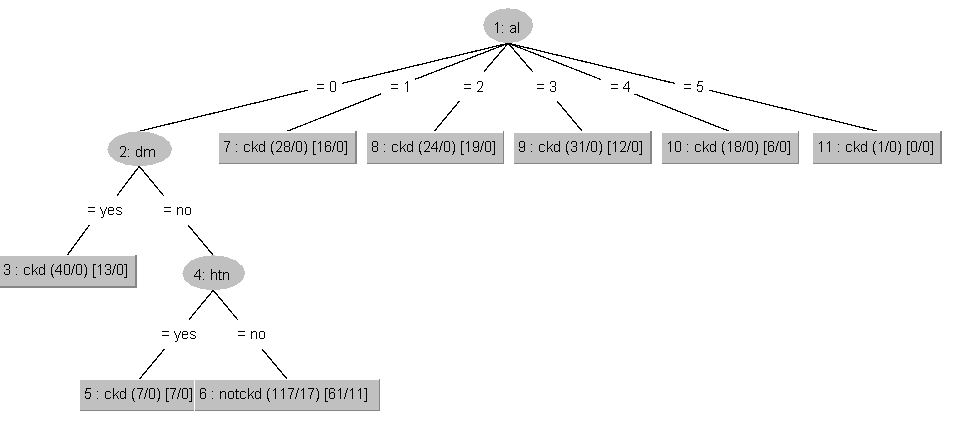 1: al
= 0
= 1
= 2
= 3
= 4
= 5
2: dm
7 : ckd (28/0) [16/0]
8 : ckd (24/0) [19/0]
9 : ckd (31/0) [12/0]
10 : ckd (18/0) [6/0]
11 : ckd (1/0) [0/0]
= yes
= no
3 : ckd (40/0) [13/0]
4: htn
= yes
= no
5 : ckd (7/0) [7/0]
6 : notckd (117/17) [61/11]